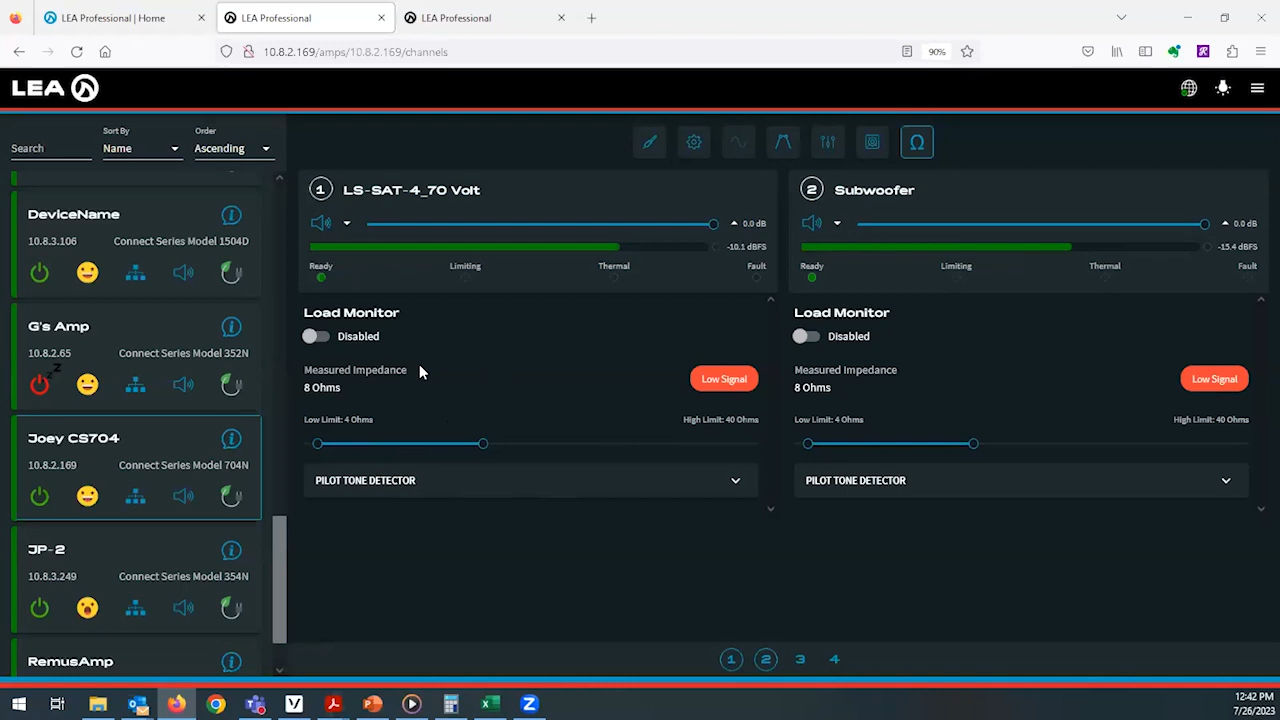 LEA Professional | Home
LEA Professional
LEA Professional
10.8.2.169/amps/10.8.2.169/channels
90%
LEA
Search
Sort By
Name
Order
Ascending
DeviceName
10.8.3.106
Connect Series Model 1504D
G's Amp
10.8.2.65
Connect Series Model 352N
Joey CS704
10.8.2.169
Connect Series Model 704N
JP-2
10.8.3.249
Connect Series Model 354N
RemusAmp
1
LS-SAT-4_70 Volt
0.0 dB
-10.1 dBFS
Ready
Limiting
Thermal
Fault
Load Monitor
Disabled
Measured Impedance
8 Ohms
Low Signal
Low Limit: 4 Ohms
High Limit: 40 Ohms
PILOT TONE DETECTOR
2
Subwoofer
0.0 dB
-15.4 dBFS
Ready
Limiting
Thermal
Fault
Load Monitor
Disabled
Measured Impedance
8 Ohms
Low Signal
Low Limit: 4 Ohms
High Limit: 40 Ohms
PILOT TONE DETECTOR
1 2 3 4
12:42 PM
7/26/2023